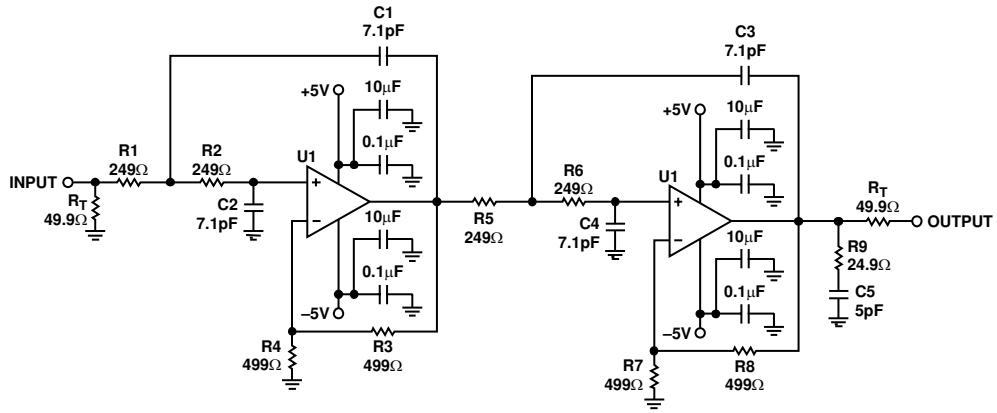 C1
7.1pF
C3
7.1pF
+5V
10μF
0.1μF
+5V
10μF
0.1μF
INPUT
R1
249Ω
R2
249Ω
U1
+
–
RT
49.9Ω
C2
7.1pF
10μF
0.1μF
–5V
R4
499Ω
R3
499Ω
R5
249Ω
R6
249Ω
U1
+
–
C4
7.1pF
10μF
0.1μF
–5V
R7
499Ω
R8
499Ω
RT
49.9Ω
OUTPUT
R9
24.9Ω
C5
5pF